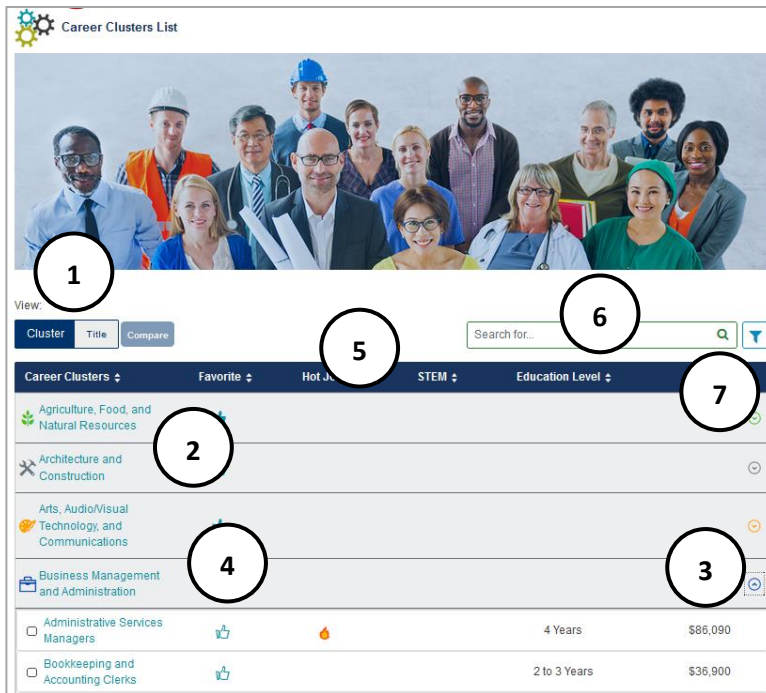 Career Clusters List
1
View:
6
Cluster Title Compare
5
Search for...
Career Clusters Favorite Hot STEM Education Level
7
Agriculture, Food, and
Natural Resources
2
Architecture and
Construction
Arts, Audio/Visual
Technology, and
Communications
4
3
Business Management
and Administration
Administrative Services
Managers
4 Years $86,090
Bookkeeping and
Accounting Clerks
2 to 3 Years $36,900